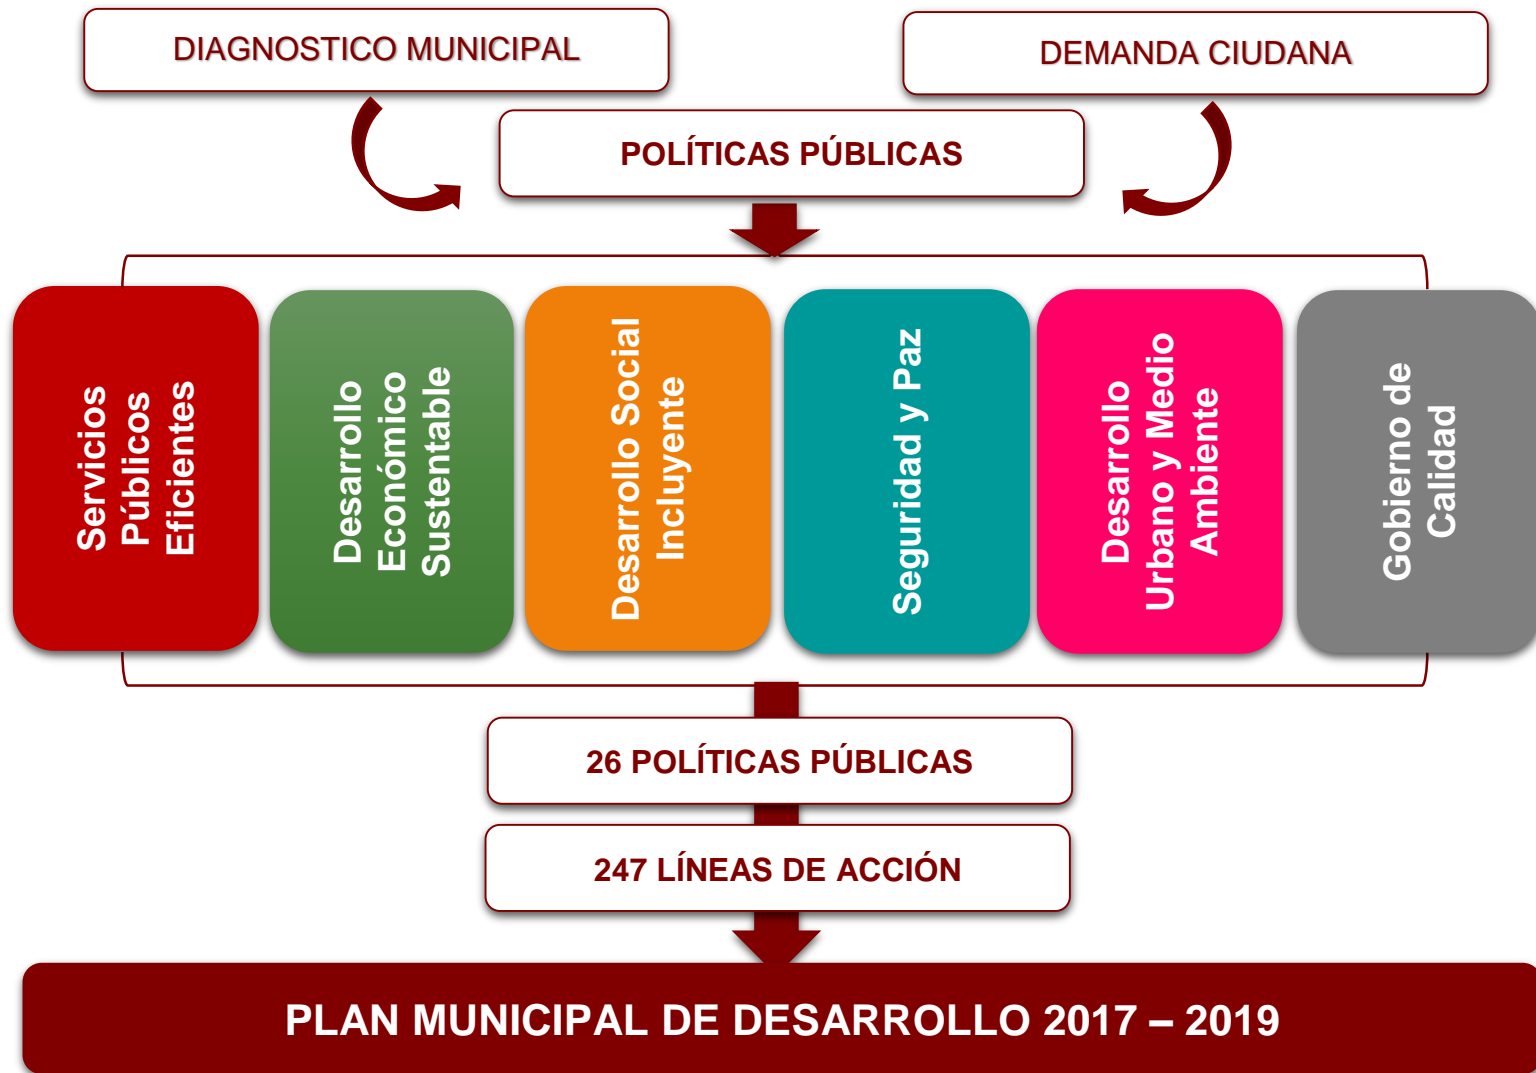 DIAGNOSTICO MUNICIPAL
DEMANDA CIUDANA
POLÍTICAS PÚBLICAS
Servicios
Públicos
Eficientes
Desarrollo
Económico
Sustentable
Desarrollo Social
Incluyente
Seguridad y Paz
Desarrollo
Urbano y Medio
Ambiente
Gobierno de
Calidad
26 POLÍTICAS PÚBLICAS
247 LÍNEAS DE ACCIÓN
PLAN MUNICIPAL DE DESARROLLO 2017 – 2019